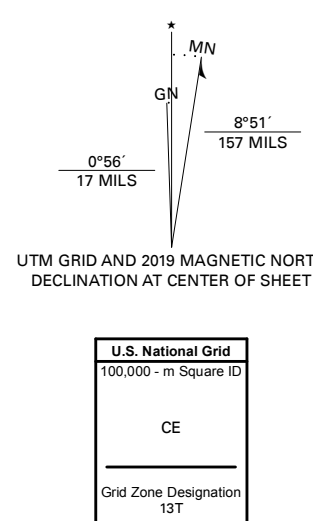 ★
MN
GN
8°51´
157 MILS
0°56´
17 MILS
UTM GRID AND 2019 MAGNETIC NORT
DECLINATION AT CENTER OF SHEET
U.S. National Grid
100,000 - m Square ID
CE
Grid Zone Designation
13T